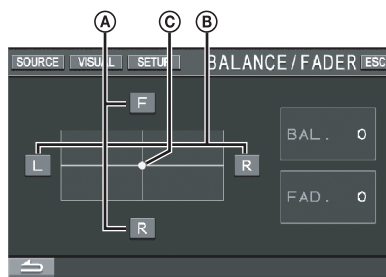 A C B
SOURCE VISUAL SETUP BALANCE/FADER ESC
F
BAL. 0
L R
FAD. 0
R